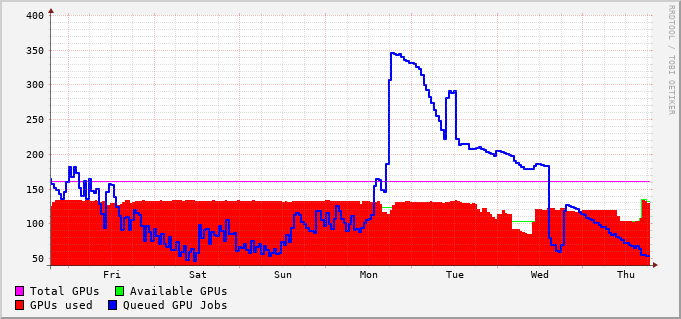 400
350
300
250
200
150
100
50
Fri Sat Sun Mon Tue Wed Thu
Total GPUs Available GPUs
GPUs used Queued GPU Jobs
RRDTOOL / TOBI OETIKER